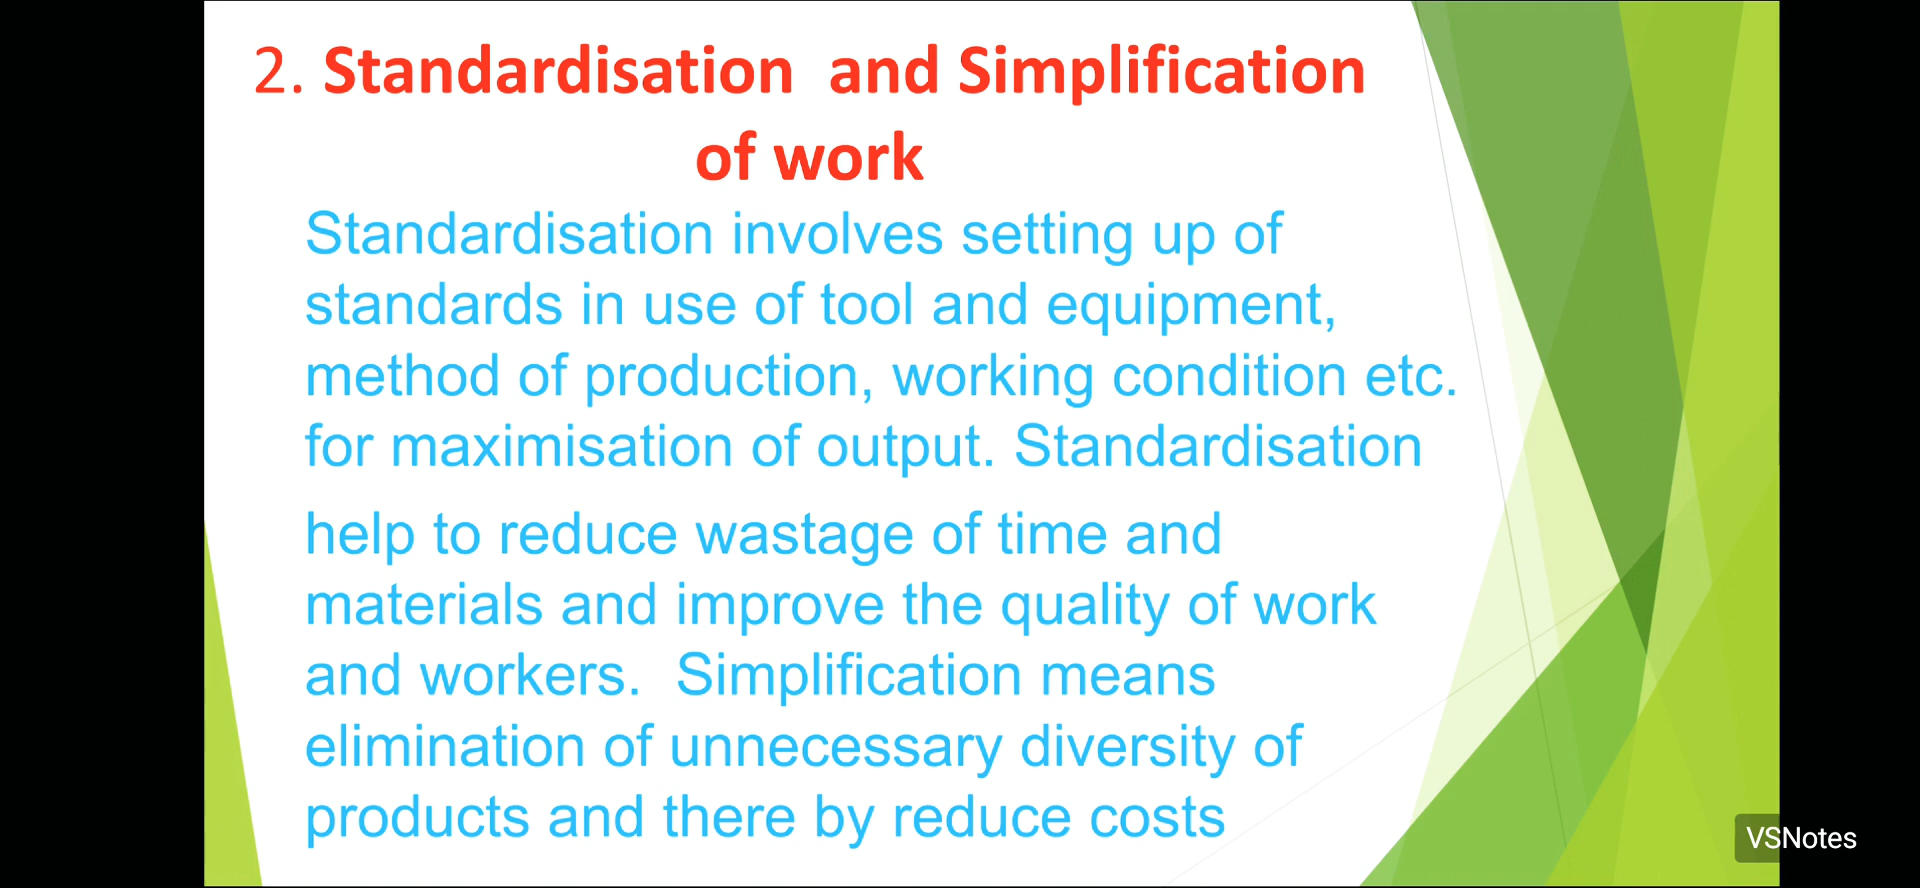 2. Standardisation and Simplification
of work
Standardisation involves setting up of
standards in use of tool and equipment,
method of production, working condition etc.
for maximisation of output. Standardisation
help to reduce wastage of time and
materials and improve the quality of work
and workers. Simplification means
elimination of unnecessary diversity of
products and there by reduce costs
VSNotes